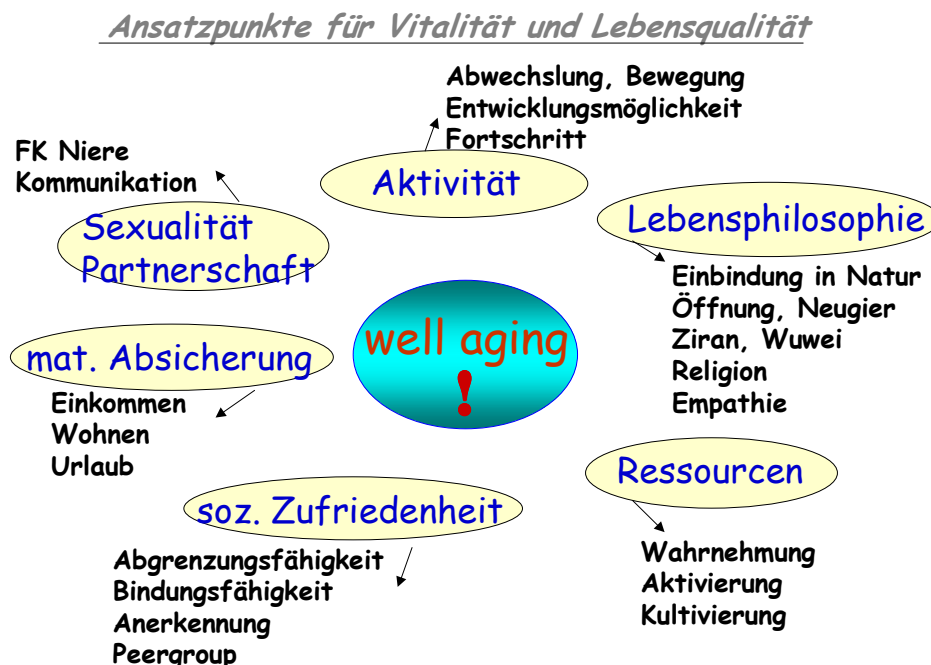 Ansatzpunkte für Vitalität und Lebensqualität
Abwechslung, Bewegung
Entwicklungsmöglichkeit
Fortschritt
Aktivität
FK Niere
Kommunikation
Sexualität
Partnerschaft
Lebensphilosophie
Einbindung in Natur
Öffnung, Neugier
Ziran, Wuwei
Religion
Empathie
well aging
!
mat. Absicherung
Einkommen
Wohnen
Urlaub
Ressourcen
Wahrnehmung
Aktivierung
Kultivierung
soz. Zufriedenheit
Abgrenzungsfähigkeit
Bindungsfähigkeit
Anerkennung
Peergroup